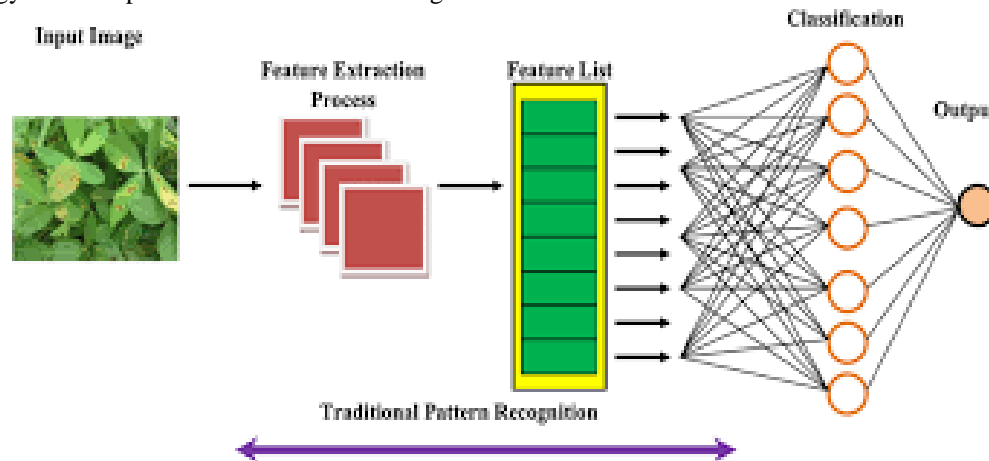 Input Image
Feature Extraction
Process
Feature List
Classification
Outpu
Traditional Pattern Recognition